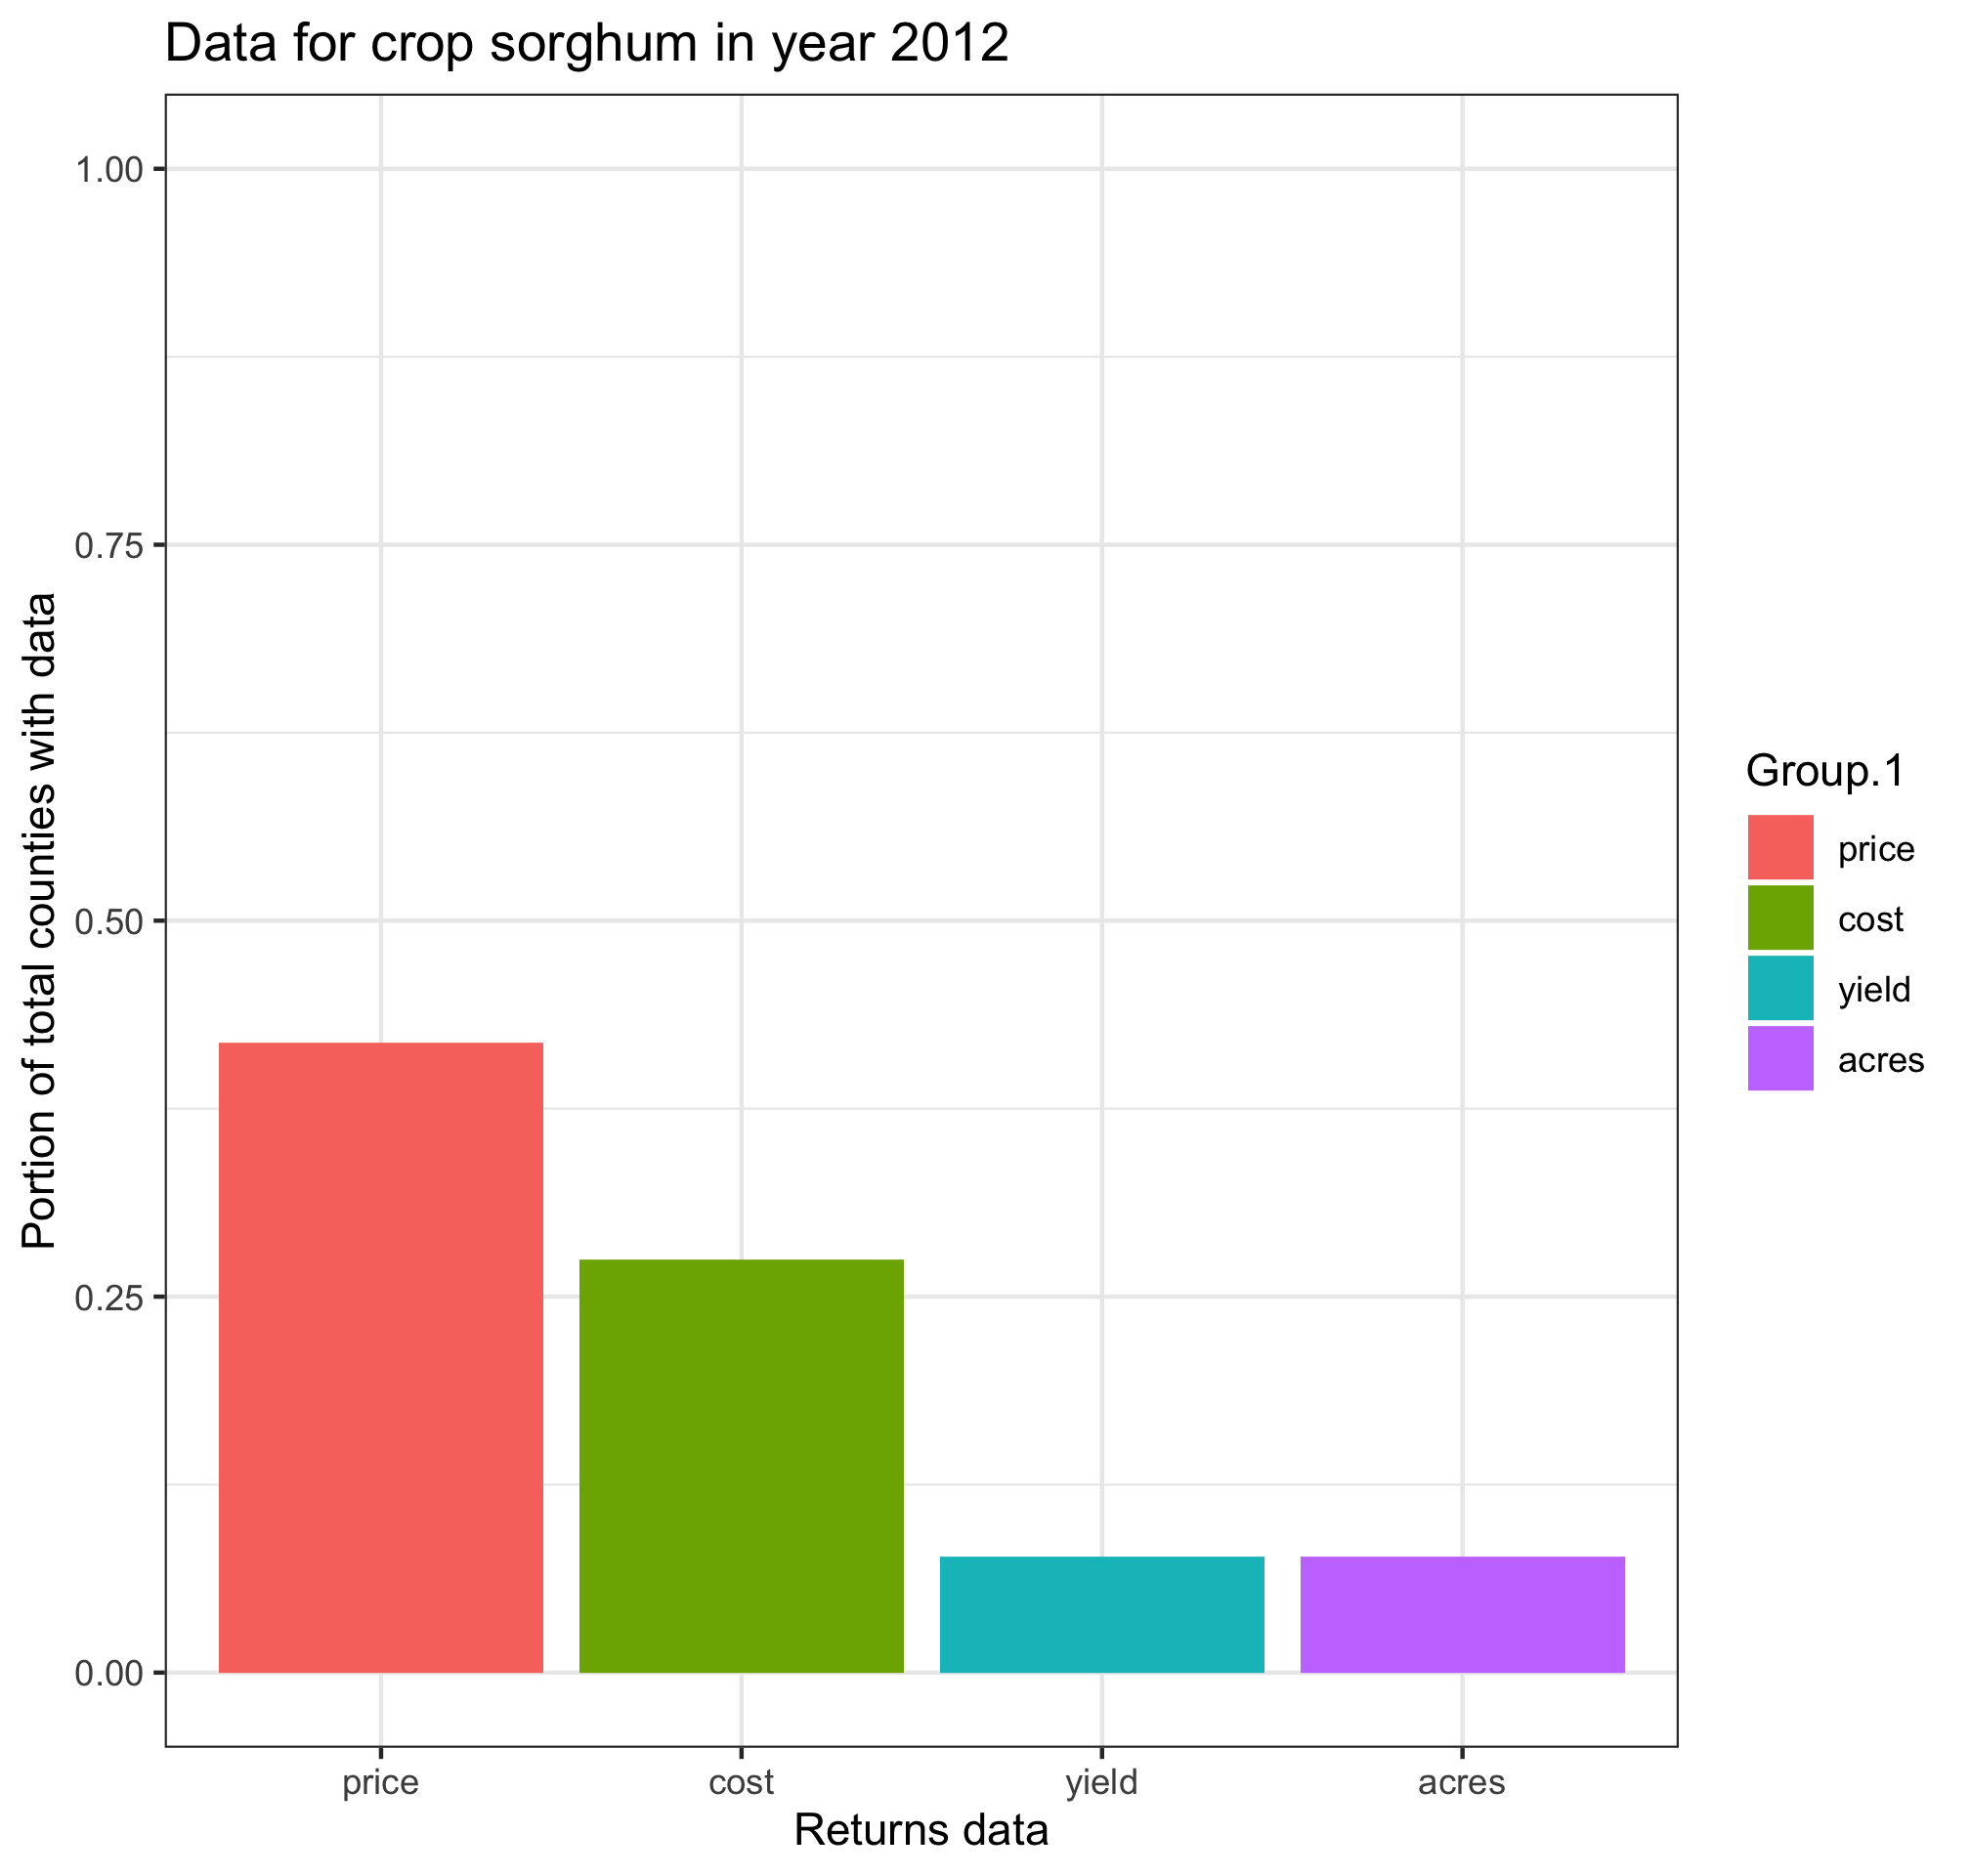 Data for crop sorghum in year 2012
Portion of total counties with data
1.00
0.75
0.50
0.25
0.00
price
cost
yield
acres
Returns data
Group.1
price
cost
yield
acres